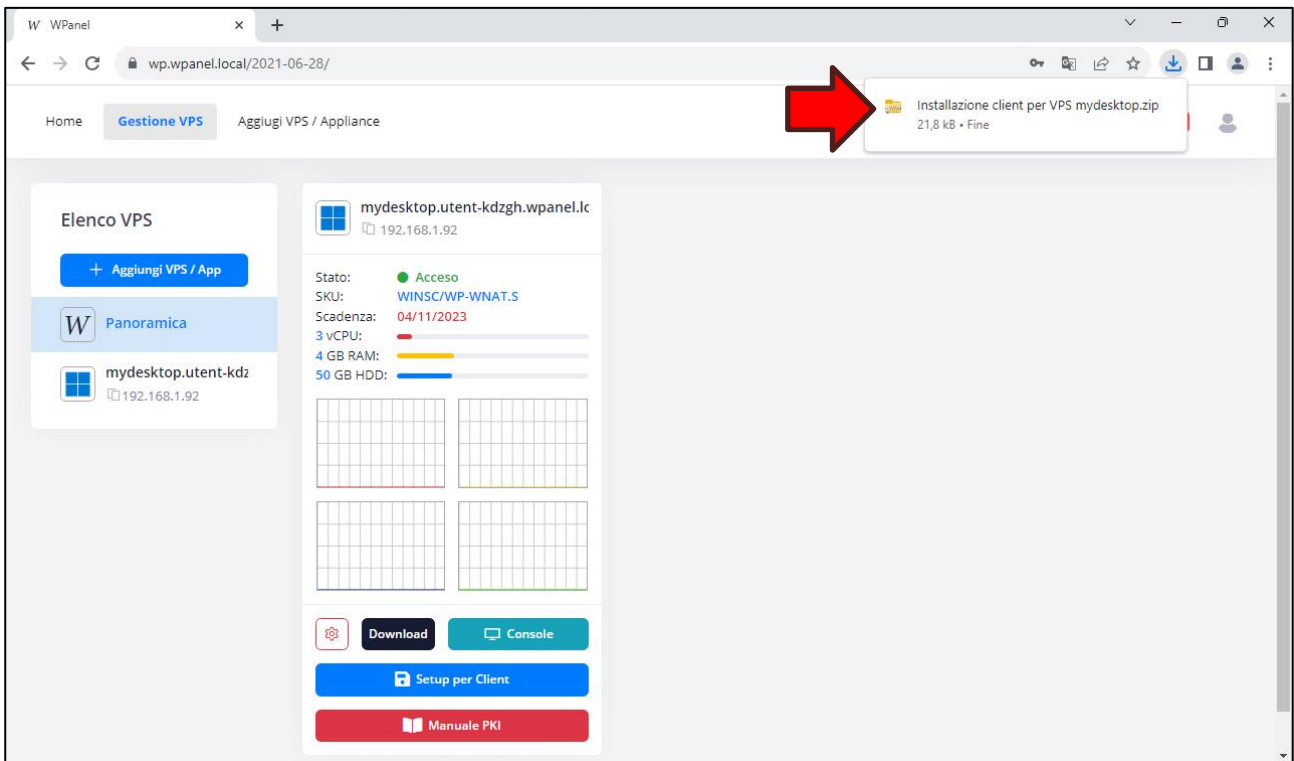 W WPanel
wp.wpanel.local/2021-06-28/
Installazione client per VPS mydesktop.zip
21,8 kB • Fine
Home Gestione VPS Aggiugi VPS / Appliance
Elenco VPS
+ Aggiungi VPS / App
W Panoramica
mydesktop.utent-kdz
192.168.1.92
mydesktop.utent-kdzgh.wpanel.lc
192.168.1.92
Stato: Acceso
SKU: WINSC/WP-WNAT.S
Scadenza: 04/11/2023
3 vCPU:
4 GB RAM:
50 GB HDD:
Download Console
Setup per Client
Manuale PKI